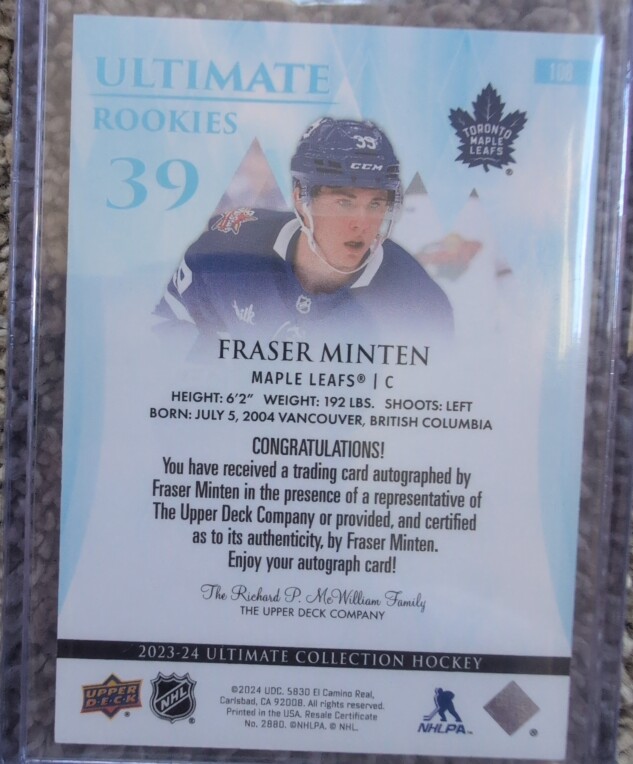 ULTIMATE
108
ROOKIES
TORONTO
MAPLE
LEAFS
39
39
CCM
milk
FRASER MINTEN
MAPLE LEAFS® | C
HEIGHT: 6'2" WEIGHT: 192 LBS. SHOOTS: LEFT
BORN: JULY 5, 2004 VANCOUVER, BRITISH COLUMBIA
CONGRATULATIONS!
You have received a trading card autographed by
Fraser Minten in the presence of a representative of
The Upper Deck Company or provided, and certified
as to its authenticity, by Fraser Minten.
Enjoy your autograph card!
The Richard P. McWilliam Family
THE UPPER DECK COMPANY
2023-24 ULTIMATE COLLECTION HOCKEY
UPPER
D·E·C·K
NHL
©2024 UDC. 5830 El Camino Real,
Carlsbad, CA 92008. All rights reserved.
Printed in the USA. Resale Certificate
No. 2880. ©NHLPA. © NHL.
NHLPA